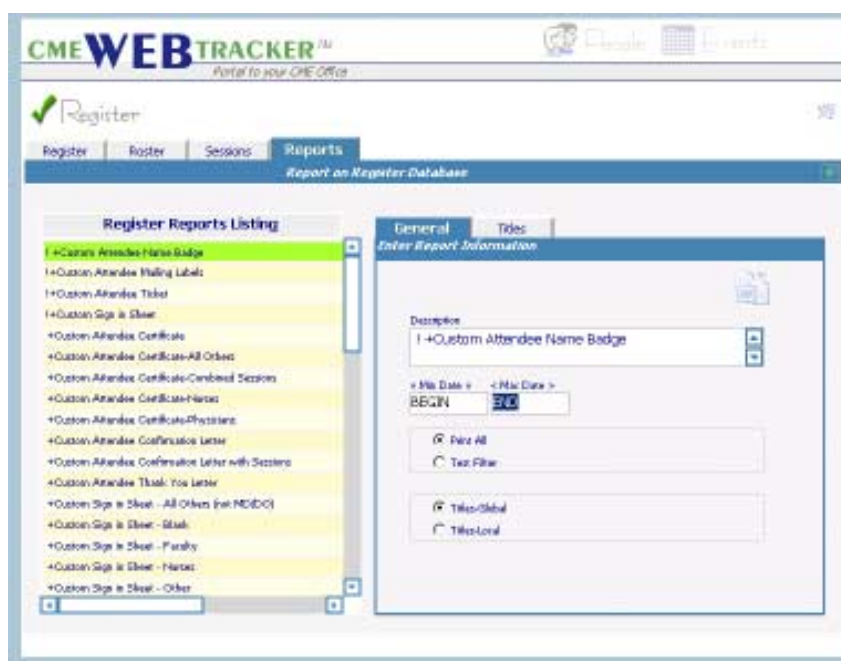 CME WEB TRACKER TM
Portal to your CME Office
People Events
Register
Register Roster Sessions Reports
Report on Register Database
Register Reports Listing
! +Custom Attendee Name Badge
!+Custom Attendee Mailing Labels
!+Custom Attendee Ticket
!+Custom Sign in Sheet
+Custom Attendee Certificate
+Custom Attendee Certificate-All Others
+Custom Attendee Certificate-Combined Sessions
+Custom Attendee Certificate-Nurses
+Custom Attendee Certificate-Physicians
+Custom Attendee Confirmation Letter
+Custom Attendee Confirmation Letter with Sessions
+Custom Attendee Thank You Letter
+Custom Sign in Sheet - All Others (not MD/DO)
+Custom Sign in Sheet - Blank
+Custom Sign in Sheet - Faculty
+Custom Sign in Sheet - Nurses
+Custom Sign in Sheet - Other
General Titles
Enter Report Information
Description
! +Custom Attendee Name Badge
< Min Date > < Max Date >
BEGIN END
Print All
Text Filter
Titles-Global
Titles-Local